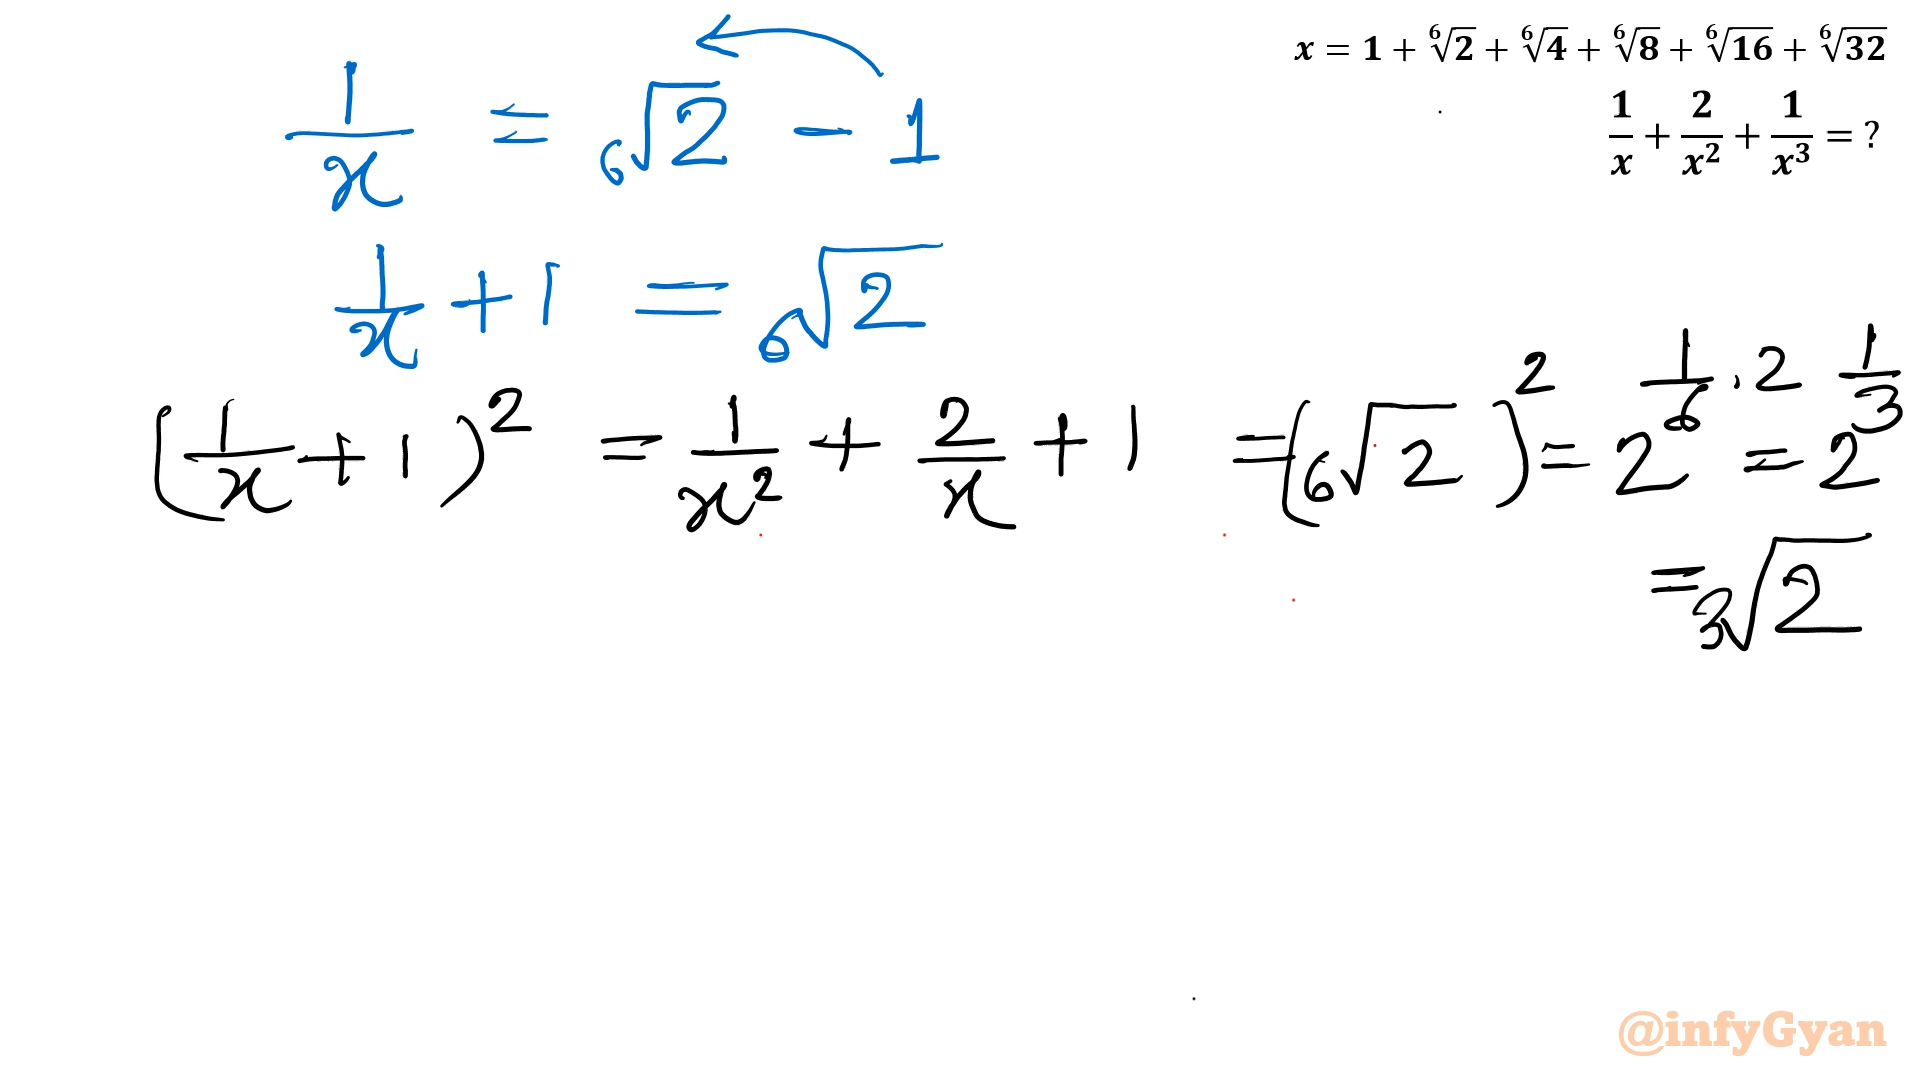 x = 1 + ⁶√2 + ⁶√4 + ⁶√8 + ⁶√16 + ⁶√32
1/x + 2/x² + 1/x³ = ?
1/x = ⁶√2 − 1
1/x + 1 = ⁶√2
(1/x + 1)² = 1/x² + 2/x + 1 = (⁶√2)² = 2^(1/6 · 2) = 2^(1/3)
= ³√2
@infyGyan